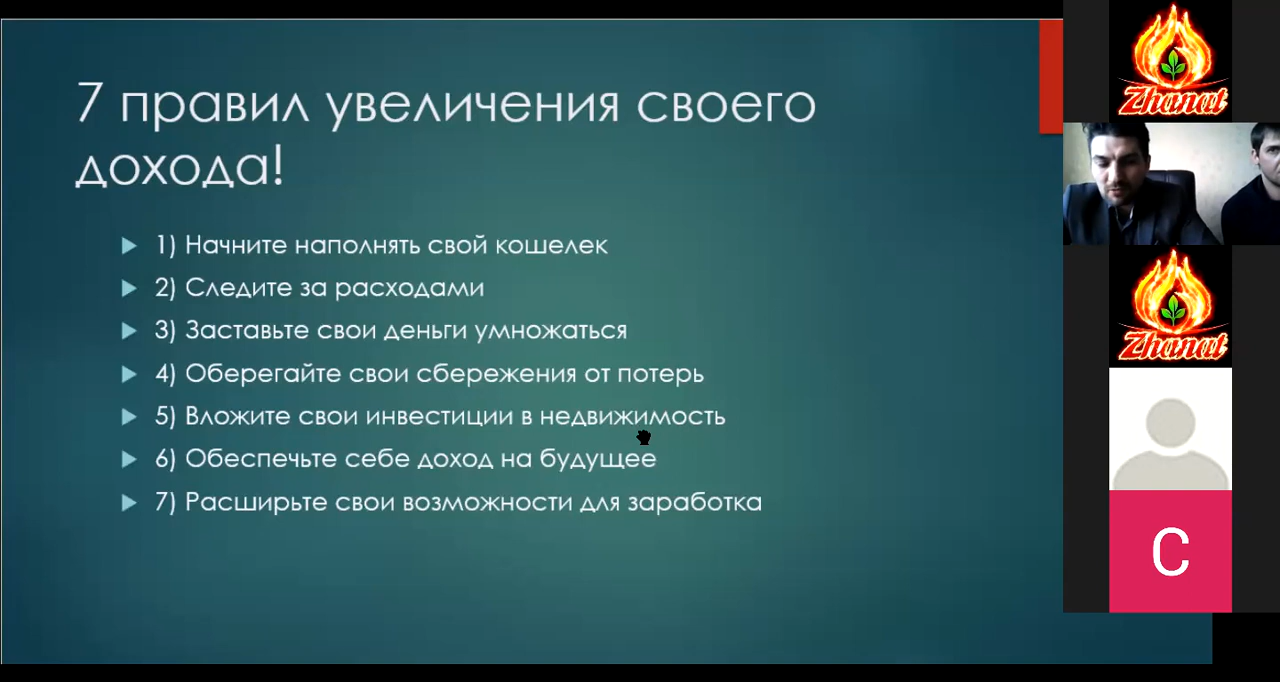 7 правил увеличения своего
дохода!
1) Начните наполнять свой кошелек
2) Следите за расходами
3) Заставьте свои деньги умножаться
4) Оберегайте свои сбережения от потерь
5) Вложите свои инвестиции в недвижимость
6) Обеспечьте себе доход на будущее
7) Расширьте свои возможности для заработка
Zhanat
Zhanat
C